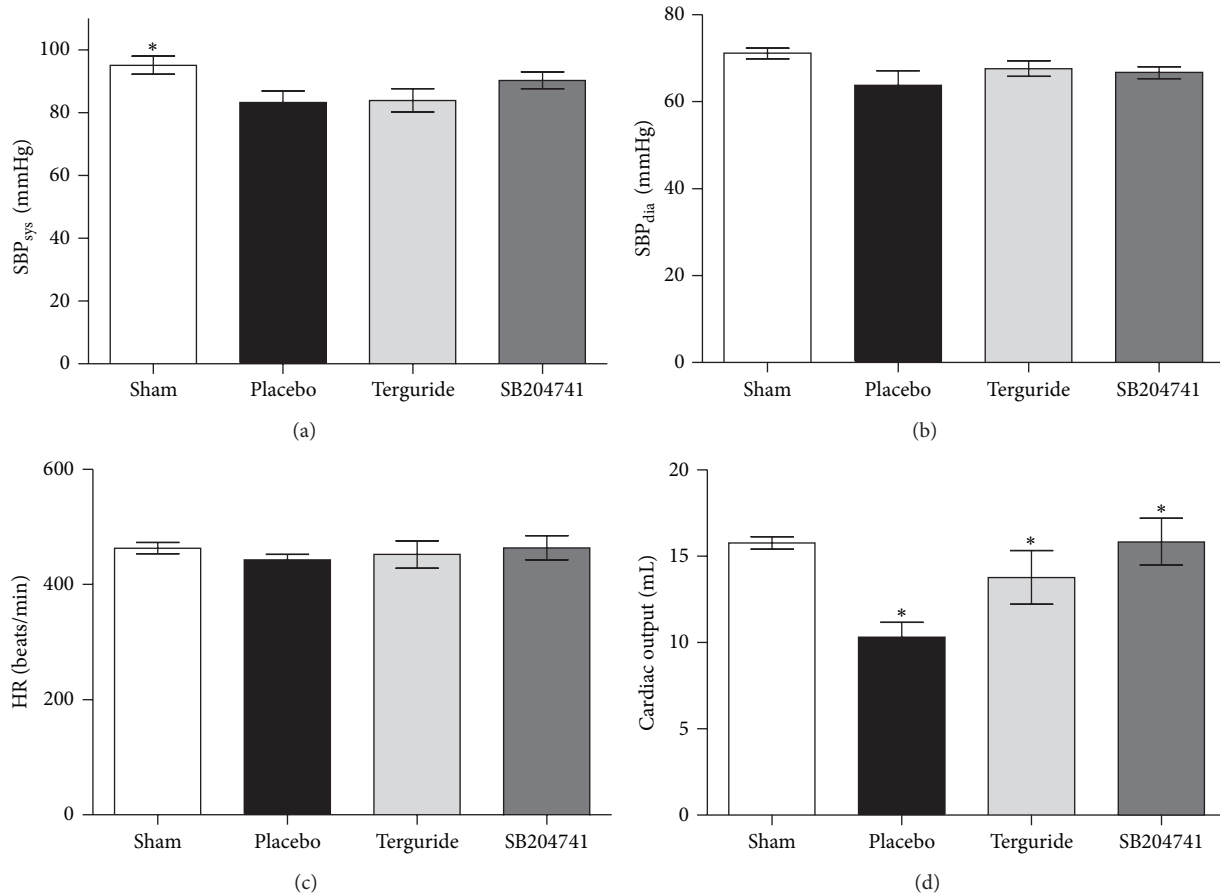 *
100
80
60
40
20
0
SBPsys (mmHg)
Sham Placebo Terguride SB204741
(a)
80
60
40
20
0
SBPdia (mmHg)
Sham Placebo Terguride SB204741
(b)
600
400
200
0
HR (beats/min)
Sham Placebo Terguride SB204741
(c)
20
15
10
5
0
Cardiac output (mL)
* * *
Sham Placebo Terguride SB204741
(d)